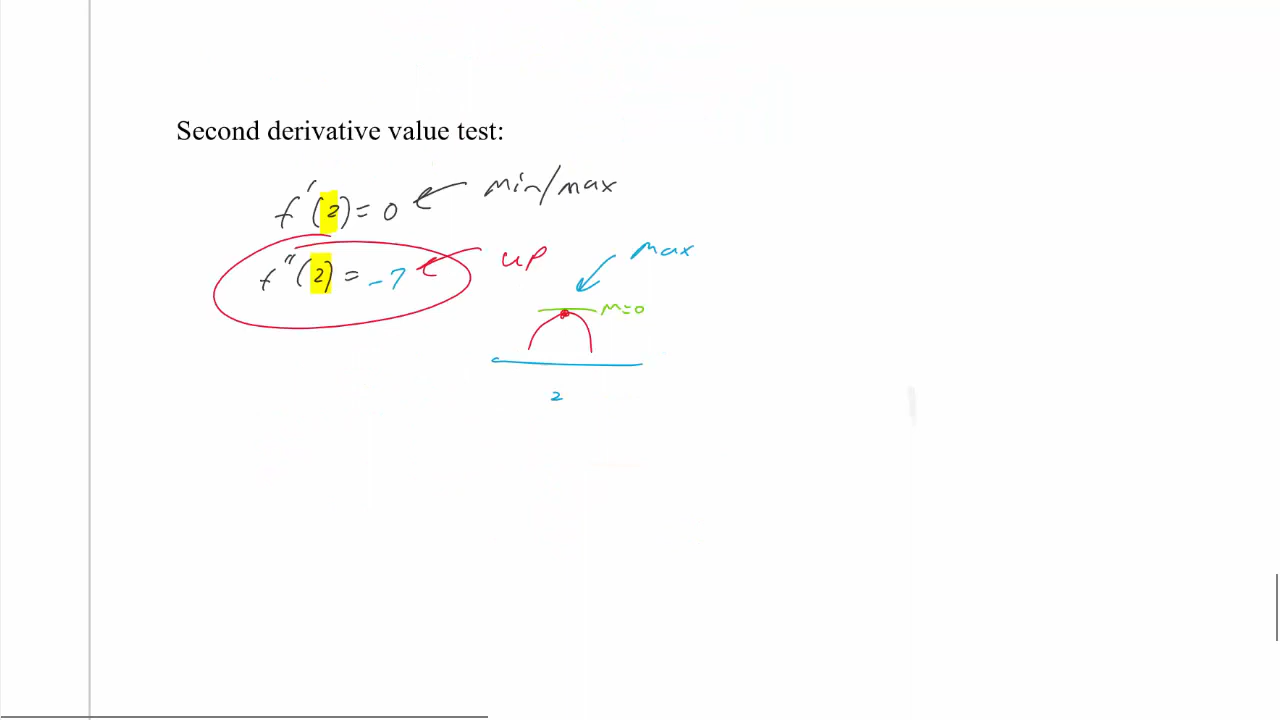 Second derivative value test:
f'(2) = 0 min/max
f''(2) = -7 up
max
m=0
2